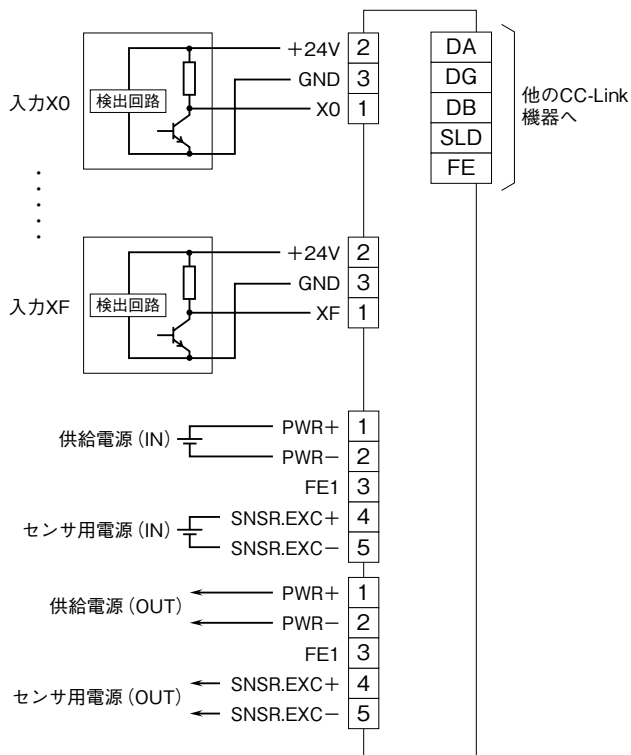 入力X0
検出回路
+24V 2
GND 3
X0 1
DA
DG
DB
SLD
FE
他のCC-Link
機器へ
入力XF
検出回路
+24V 2
GND 3
XF 1
供給電源(IN)
PWR+ 1
PWR− 2
FE1 3
センサ用電源(IN)
SNSR.EXC+ 4
SNSR.EXC− 5
供給電源(OUT)
PWR+ 1
PWR− 2
FE1 3
センサ用電源(OUT)
SNSR.EXC+ 4
SNSR.EXC− 5